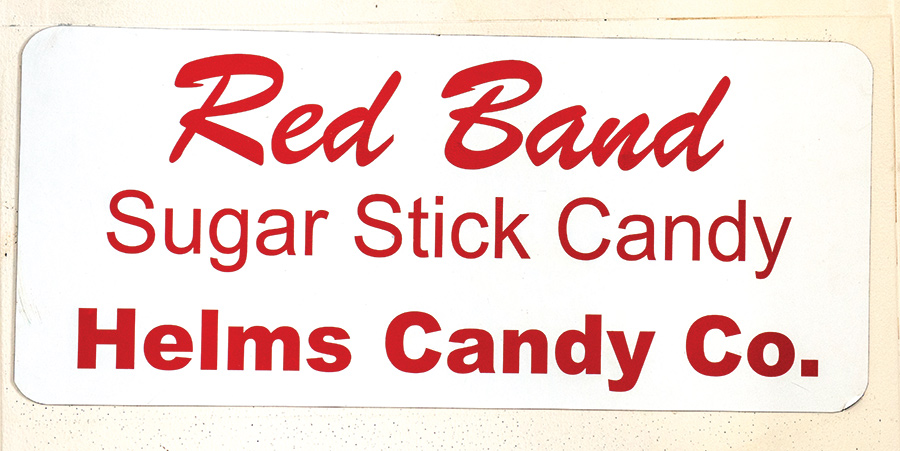 Red Band
Sugar Stick Candy
Helms Candy Co.